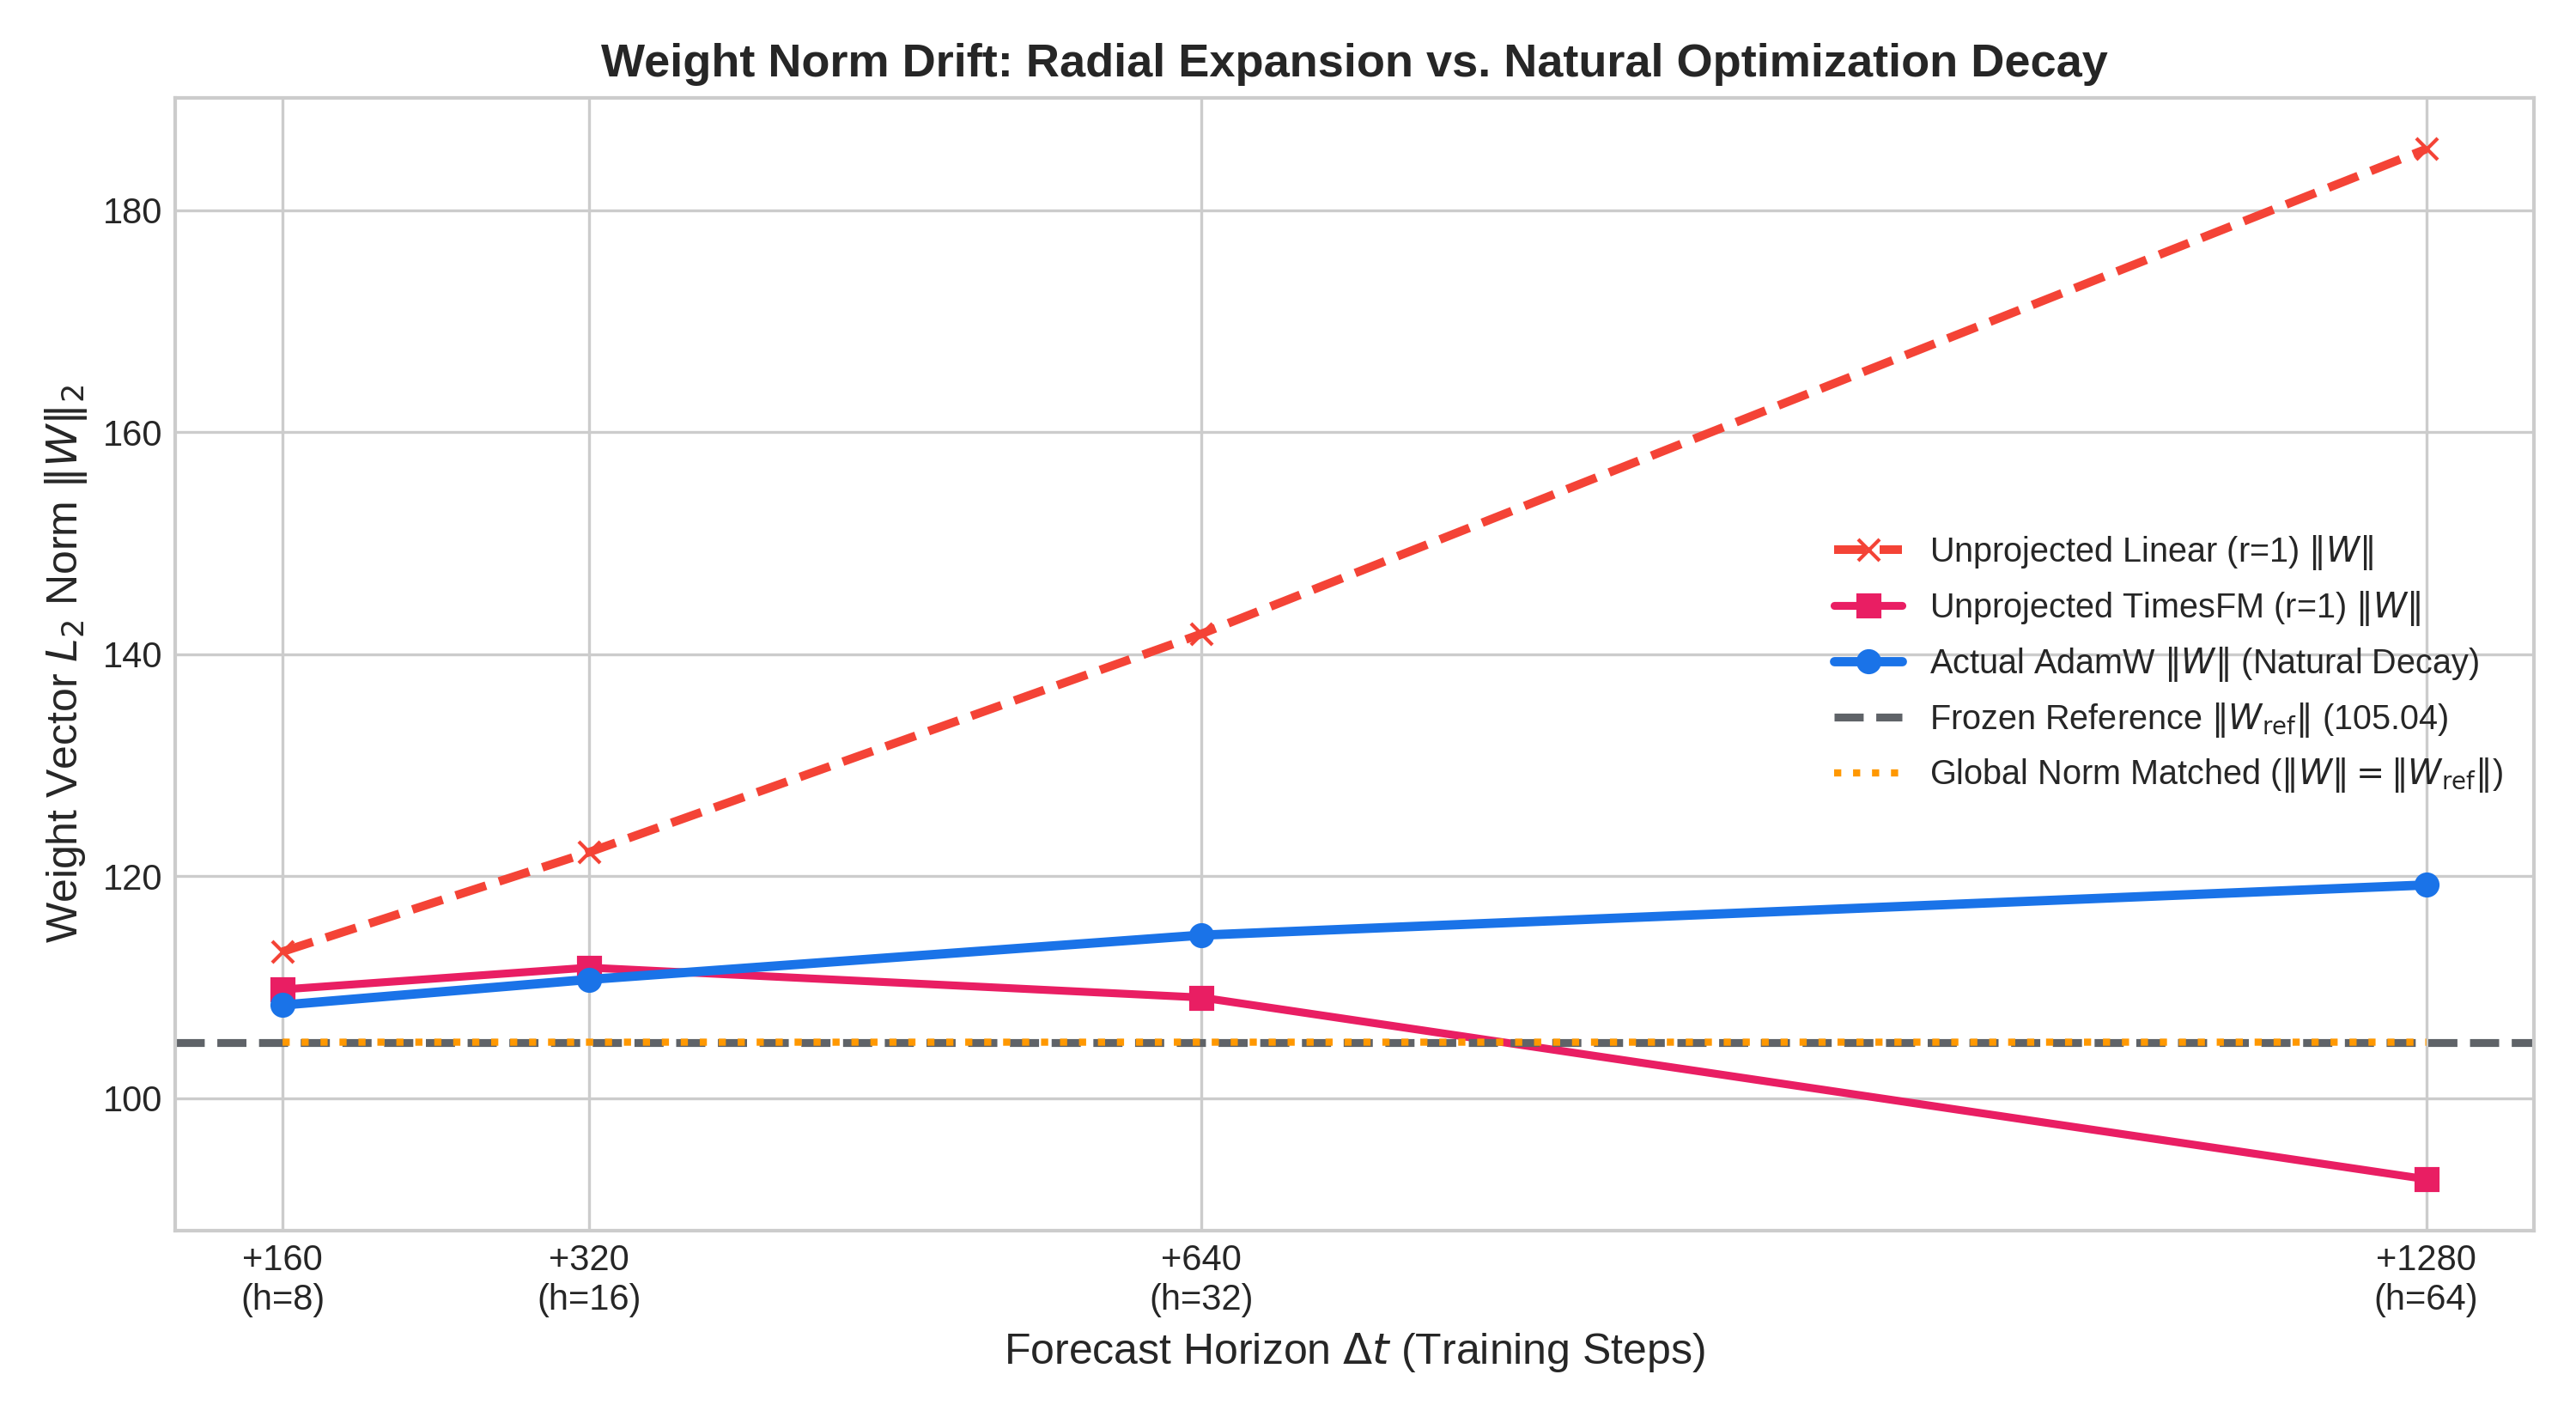 Weight Norm Drift: Radial Expansion vs. Natural Optimization Decay
Weight Vector L₂ Norm ‖W‖₂
180
160
140
120
100
Unprojected Linear (r=1) ‖W‖
Unprojected TimesFM (r=1) ‖W‖
Actual AdamW ‖W‖ (Natural Decay)
Frozen Reference ‖W_ref‖ (105.04)
Global Norm Matched (‖W‖ = ‖W_ref‖)
+160
(h=8)
+320
(h=16)
+640
(h=32)
+1280
(h=64)
Forecast Horizon Δt (Training Steps)